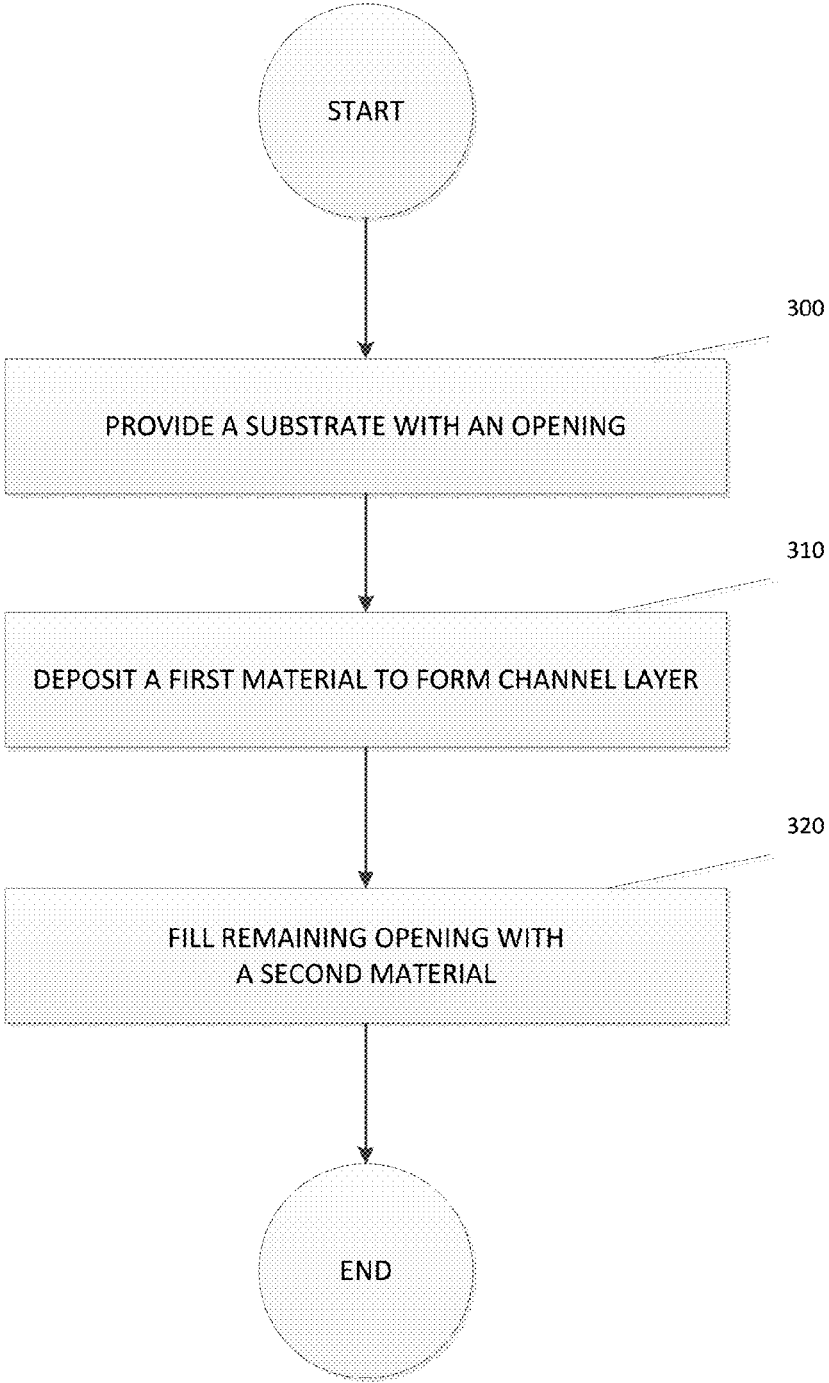 START
300
PROVIDE A SUBSTRATE WITH AN OPENING
310
DEPOSIT A FIRST MATERIAL TO FORM CHANNEL LAYER
320
FILL REMAINING OPENING WITH
A SECOND MATERIAL
END